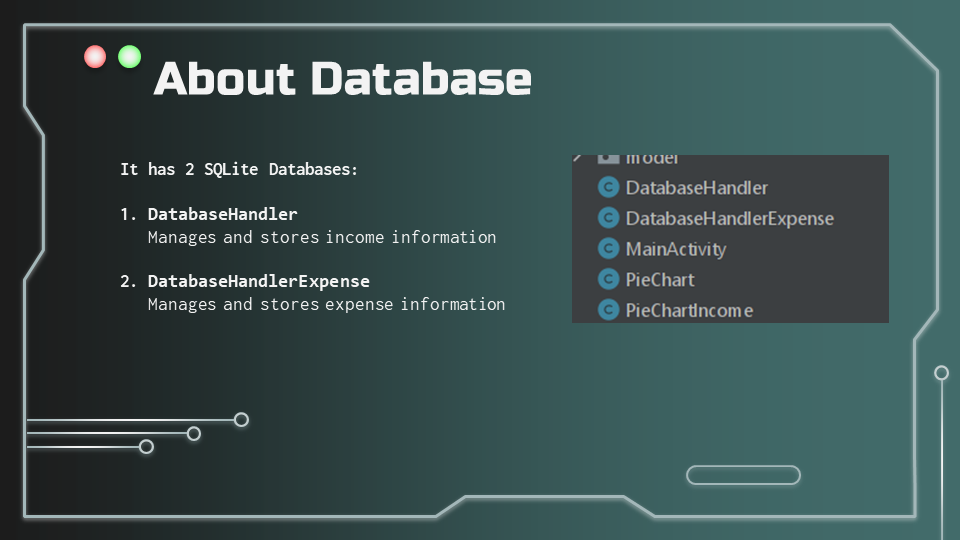 About Database
It has 2 SQLite Databases:
1. DatabaseHandler
Manages and stores income information
2. DatabaseHandlerExpense
Manages and stores expense information
model
C DatabaseHandler
C DatabaseHandlerExpense
C MainActivity
C PieChart
C PieChartIncome